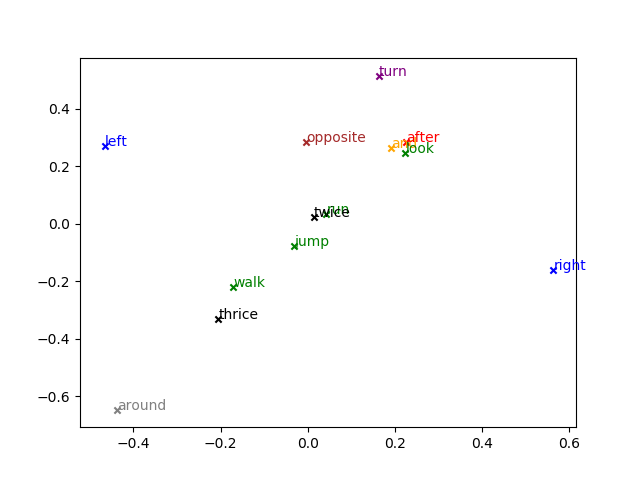 turn
0.4
left
opposite
after
and
look
0.2
twice
run
0.0
jump
right
walk
−0.2
thrice
−0.4
around
−0.6
−0.4 −0.2 0.0 0.2 0.4 0.6